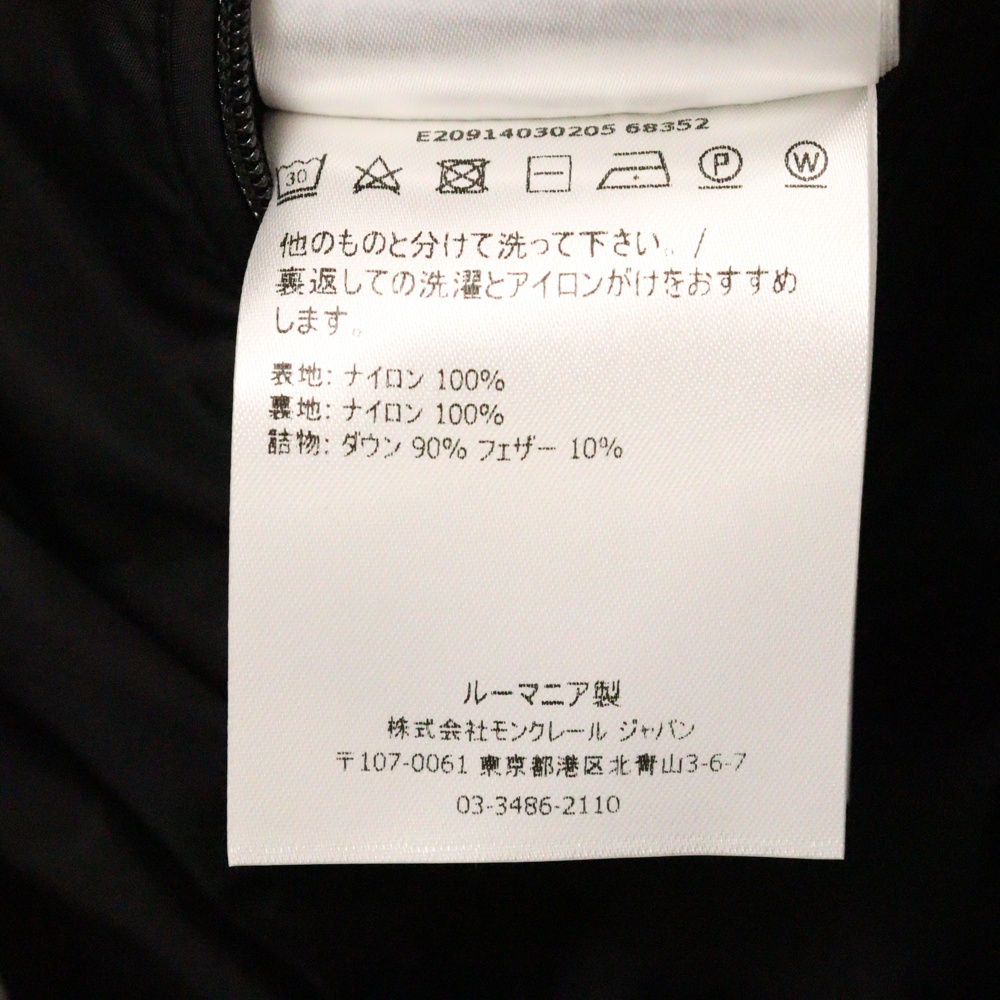 E20914030205 68352
30 P W
他のものと分けて洗って下さい。/
裏返しての洗濯とアイロンがけをおすすめ
します。
表地: ナイロン 100%
裏地: ナイロン 100%
詰物: ダウン 90% フェザー 10%
ルーマニア製
株式会社モンクレール ジャパン
〒107-0061 東京都港区北青山3-6-7
03-3486-2110